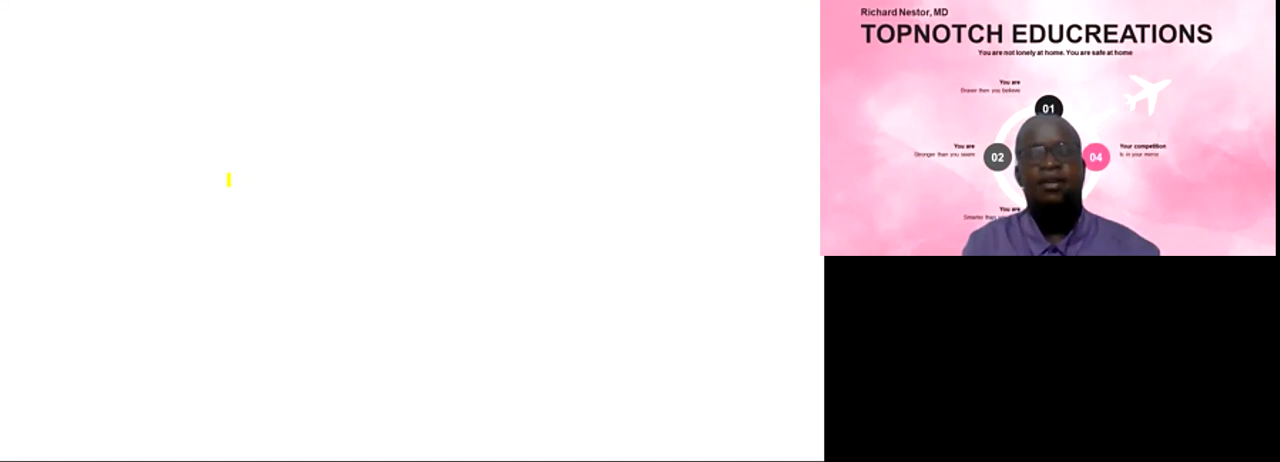 Richard Nestor, MD
TOPNOTCH EDUCREATIONS
You are not lonely at home. You are safe at home
You are
Braver then you believe
01
You are
Stronger than you seem
02
04
Your competition
Is in your mirror
You are
Smarter than